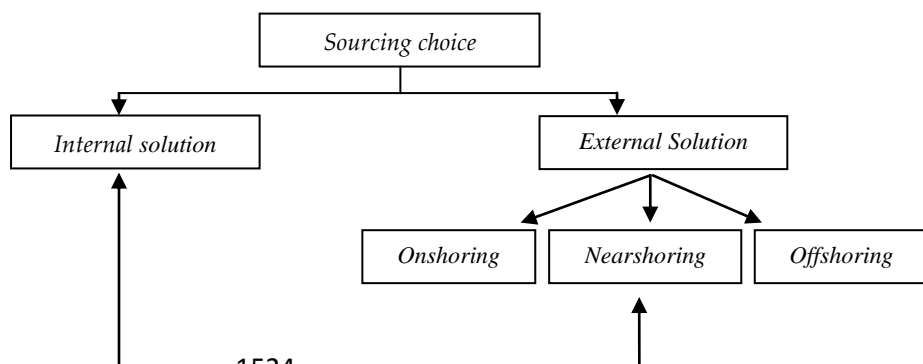 Sourcing choice
Internal solution
External Solution
Onshoring
Nearshoring
Offshoring
1524